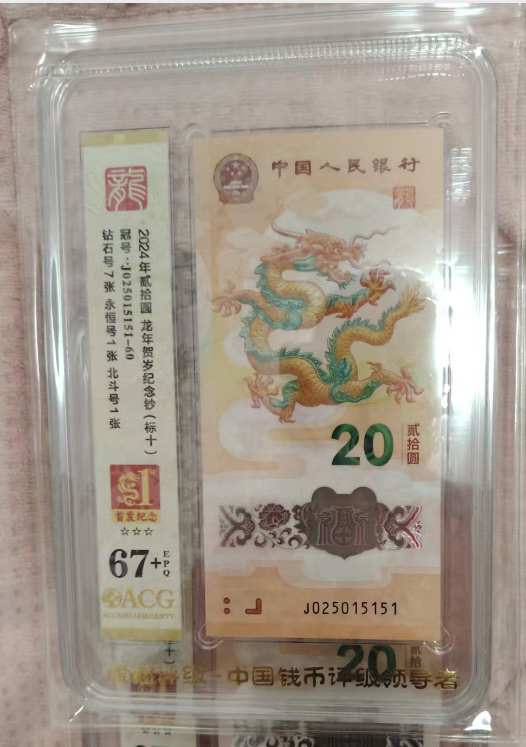 龍
2024年贰拾圆 龙年贺岁纪念钞(标十)
冠号:J025015151-60
钻石号7张 永恒号1张 北斗号1张
首发纪念
☆☆☆
67+
EPQ
ACG
中国人民银行
龍
20
贰拾圆
福
J025015151
20
中国钱币评级领导者